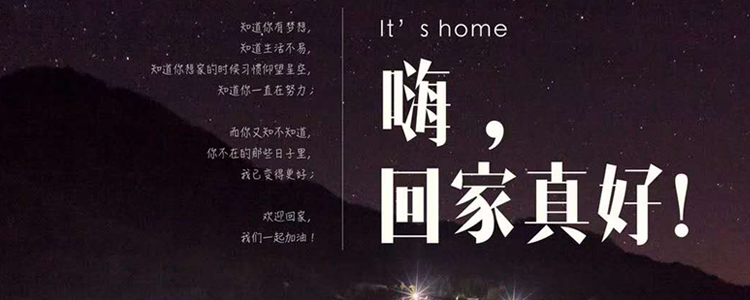 知道你有梦想，
知道生活不易，
知道你想家的时候习惯仰望星空，
知道你一直在努力；
而你又知不知道，
你不在的那些日子里，
我已变得更好；
欢迎回家，
我们一起加油！
It’s home
嗨，
回家真好！